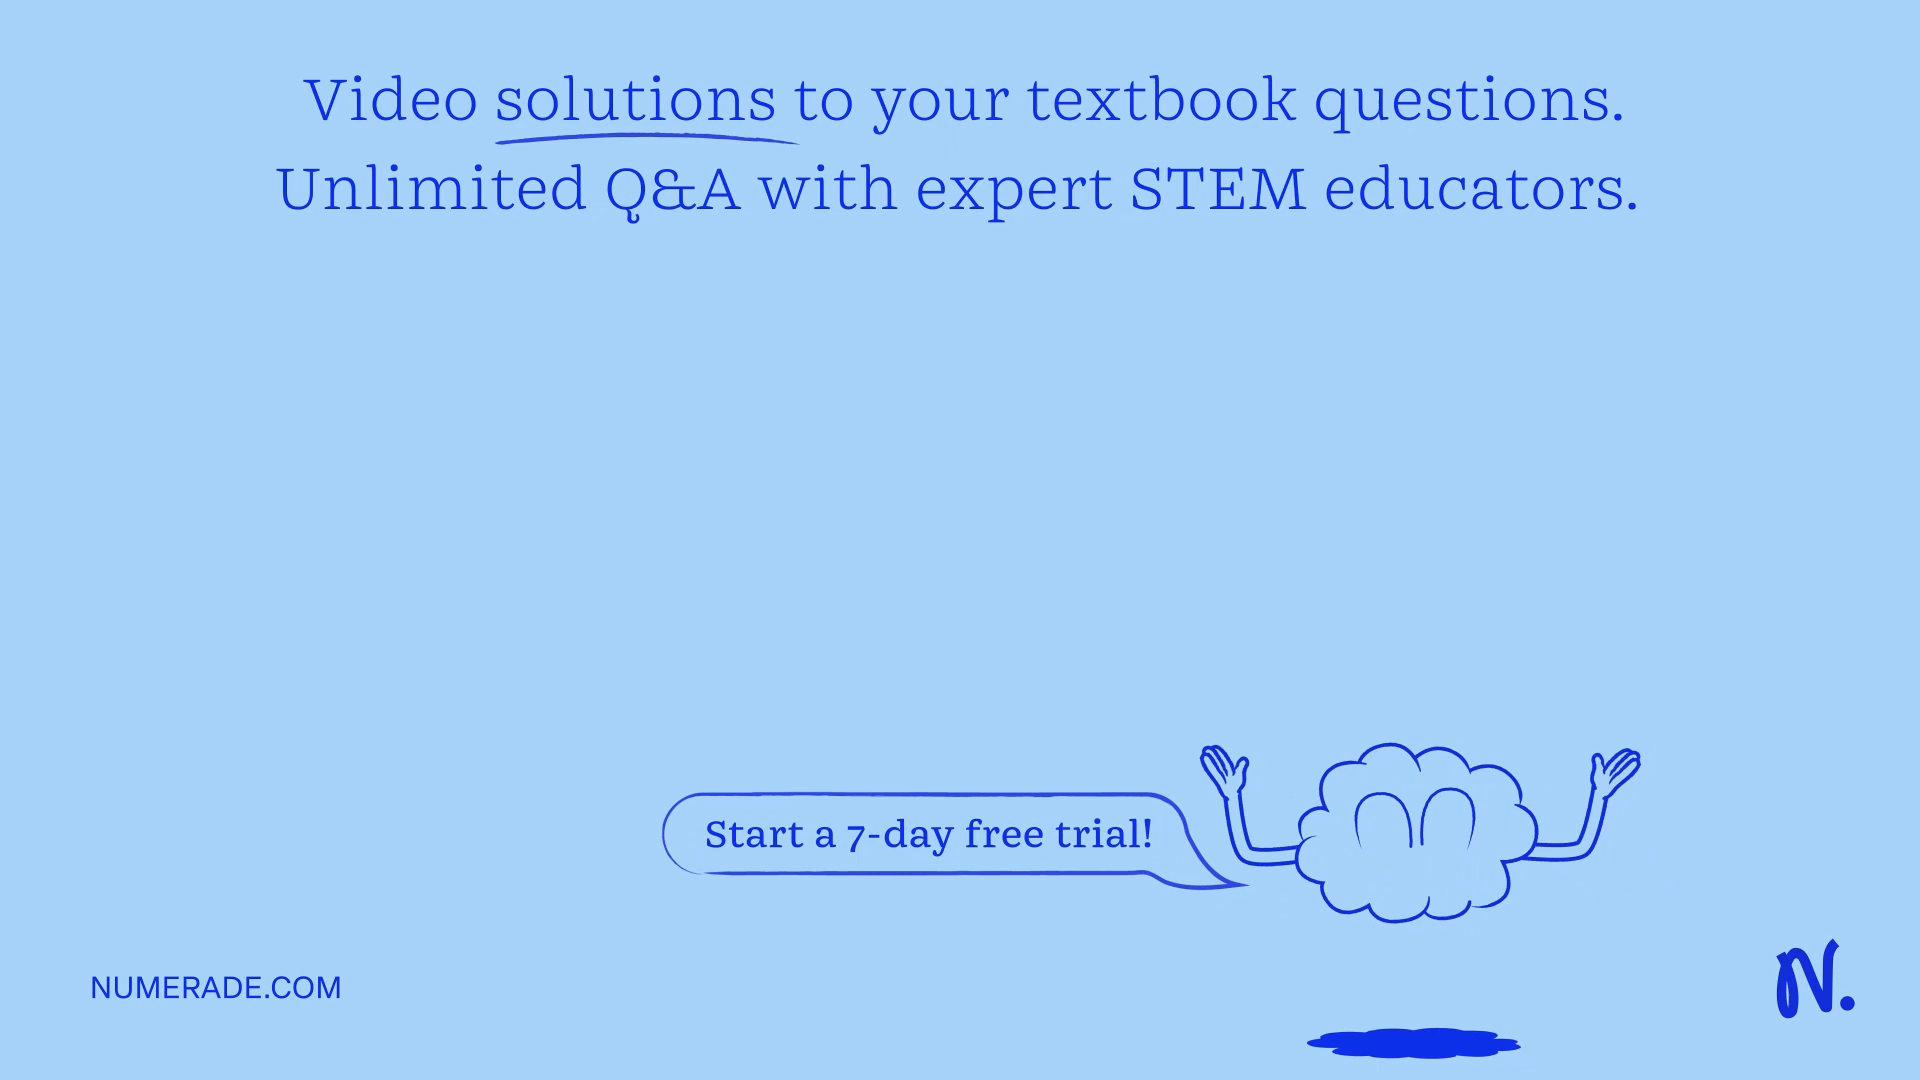 Video solutions to your textbook questions.
Unlimited Q&A with expert STEM educators.
Start a 7-day free trial!
NUMERADE.COM
N.